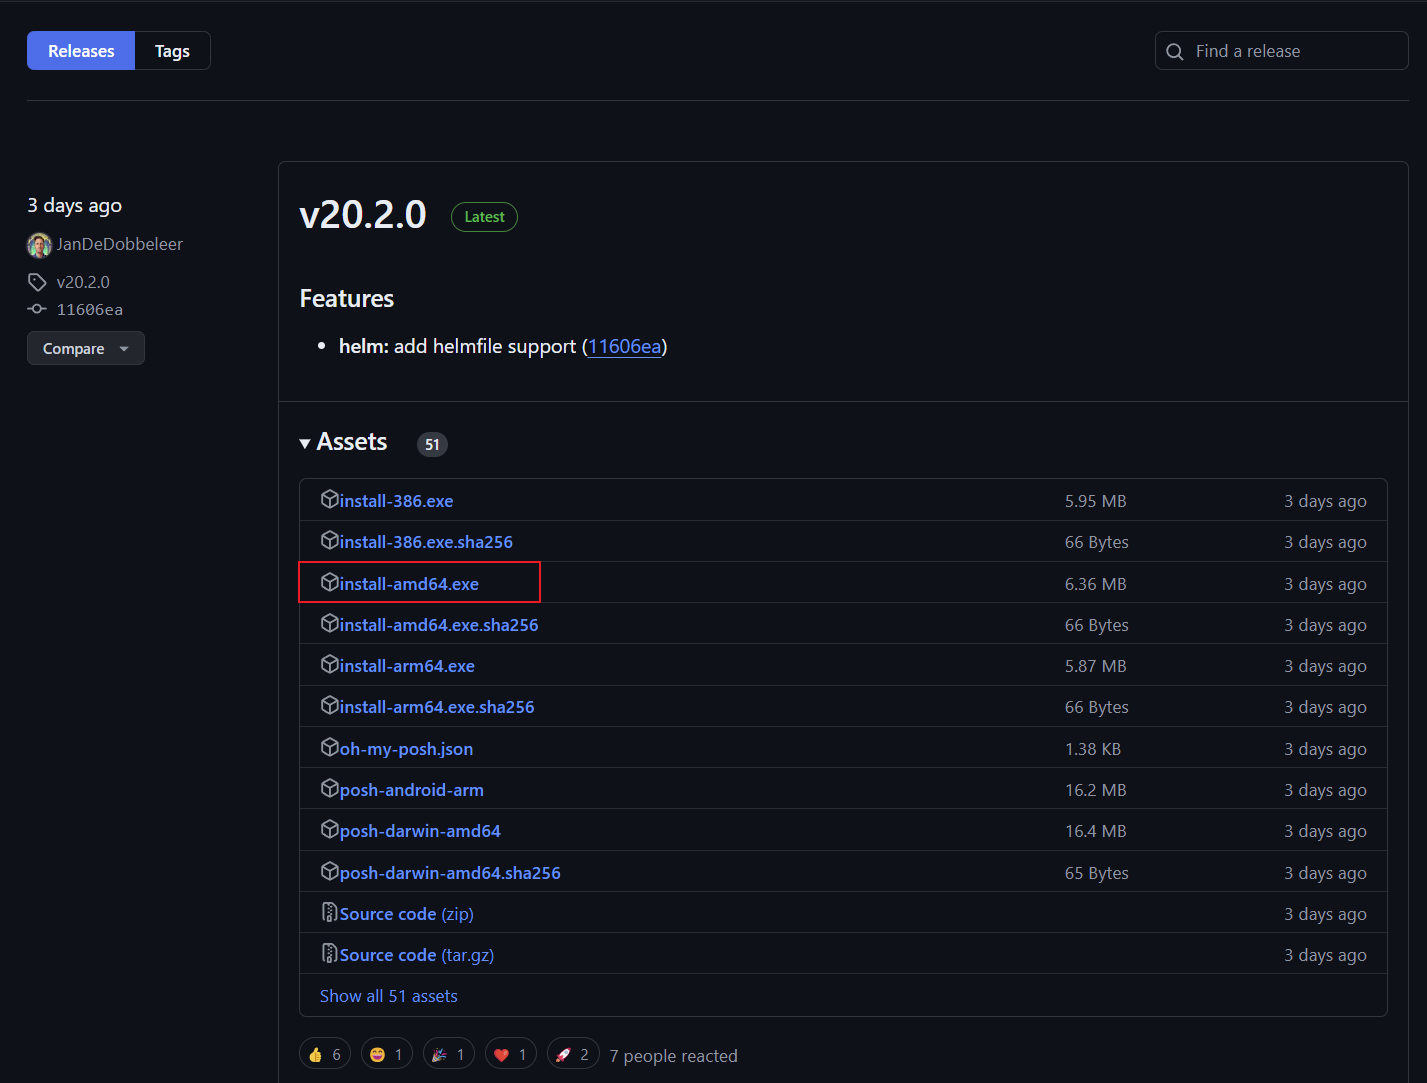 Releases Tags Find a release
3 days ago
JanDeDobbeleer
v20.2.0
11606ea
Compare
v20.2.0 Latest
Features
• helm: add helmfile support (11606ea)
Assets 51
install-386.exe 5.95 MB 3 days ago
install-386.exe.sha256 66 Bytes 3 days ago
install-amd64.exe 6.36 MB 3 days ago
install-amd64.exe.sha256 66 Bytes 3 days ago
install-arm64.exe 5.87 MB 3 days ago
install-arm64.exe.sha256 66 Bytes 3 days ago
oh-my-posh.json 1.38 KB 3 days ago
posh-android-arm 16.2 MB 3 days ago
posh-darwin-amd64 16.4 MB 3 days ago
posh-darwin-amd64.sha256 65 Bytes 3 days ago
Source code (zip) 3 days ago
Source code (tar.gz) 3 days ago
Show all 51 assets
👍 6 😄 1 🎉 1 ❤️ 1 🚀 2 7 people reacted